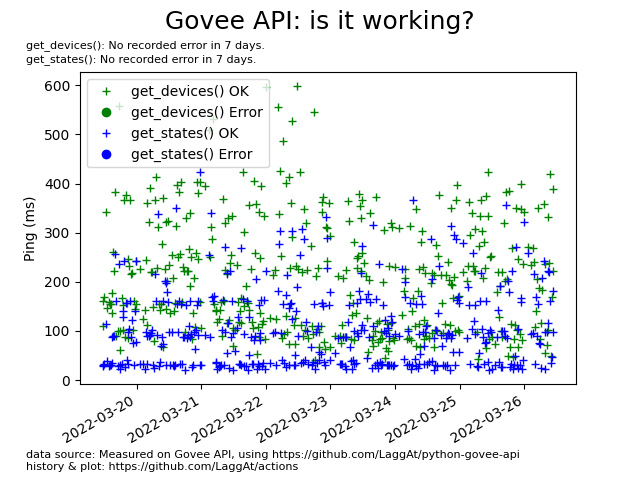 Govee API: is it working?
get_devices(): No recorded error in 7 days.
get_states(): No recorded error in 7 days.
get_devices() OK
get_devices() Error
get_states() OK
get_states() Error
Ping (ms)
600
500
400
300
200
100
0
2022-03-20
2022-03-21
2022-03-22
2022-03-23
2022-03-24
2022-03-25
2022-03-26
data source: Measured on Govee API, using https://github.com/LaggAt/python-govee-api
history & plot: https://github.com/LaggAt/actions